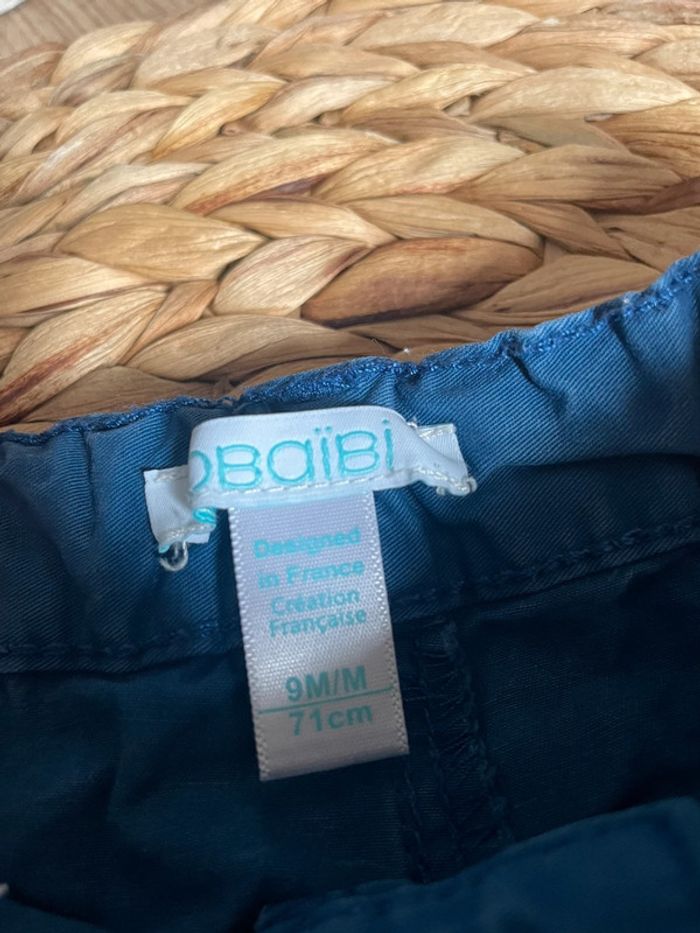 OBaïBi
Designed
in France
Création
Française
9M/M
71cm